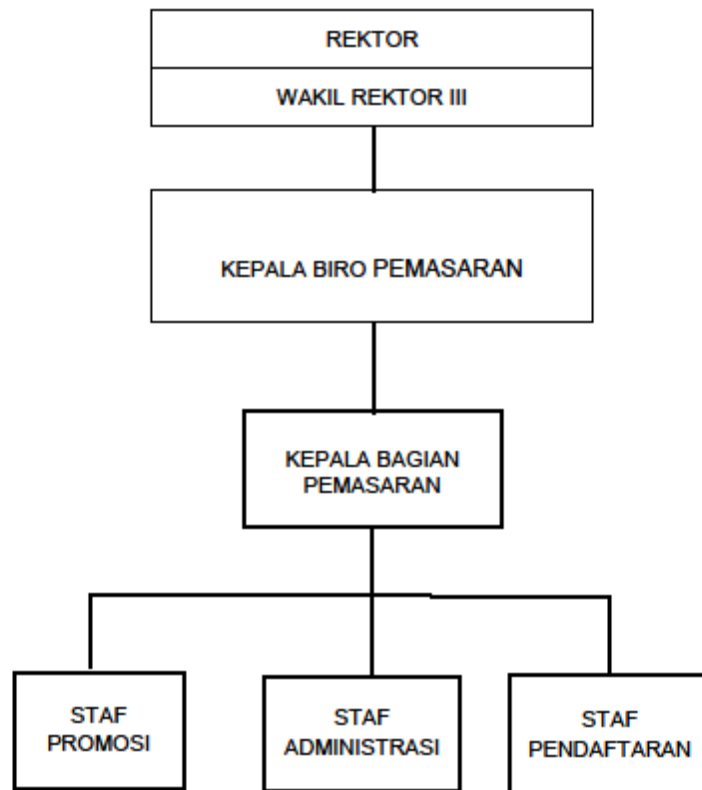 REKTOR
WAKIL REKTOR III
KEPALA BIRO PEMASARAN
KEPALA BAGIAN
PEMASARAN
STAF
PROMOSI
STAF
ADMINISTRASI
STAF
PENDAFTARAN